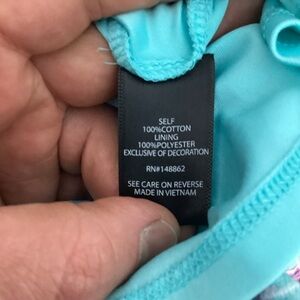 SELF
100%COTTON
LINING
100%POLYESTER
EXCLUSIVE OF DECORATION
RN#148862
SEE CARE ON REVERSE
MADE IN VIETNAM